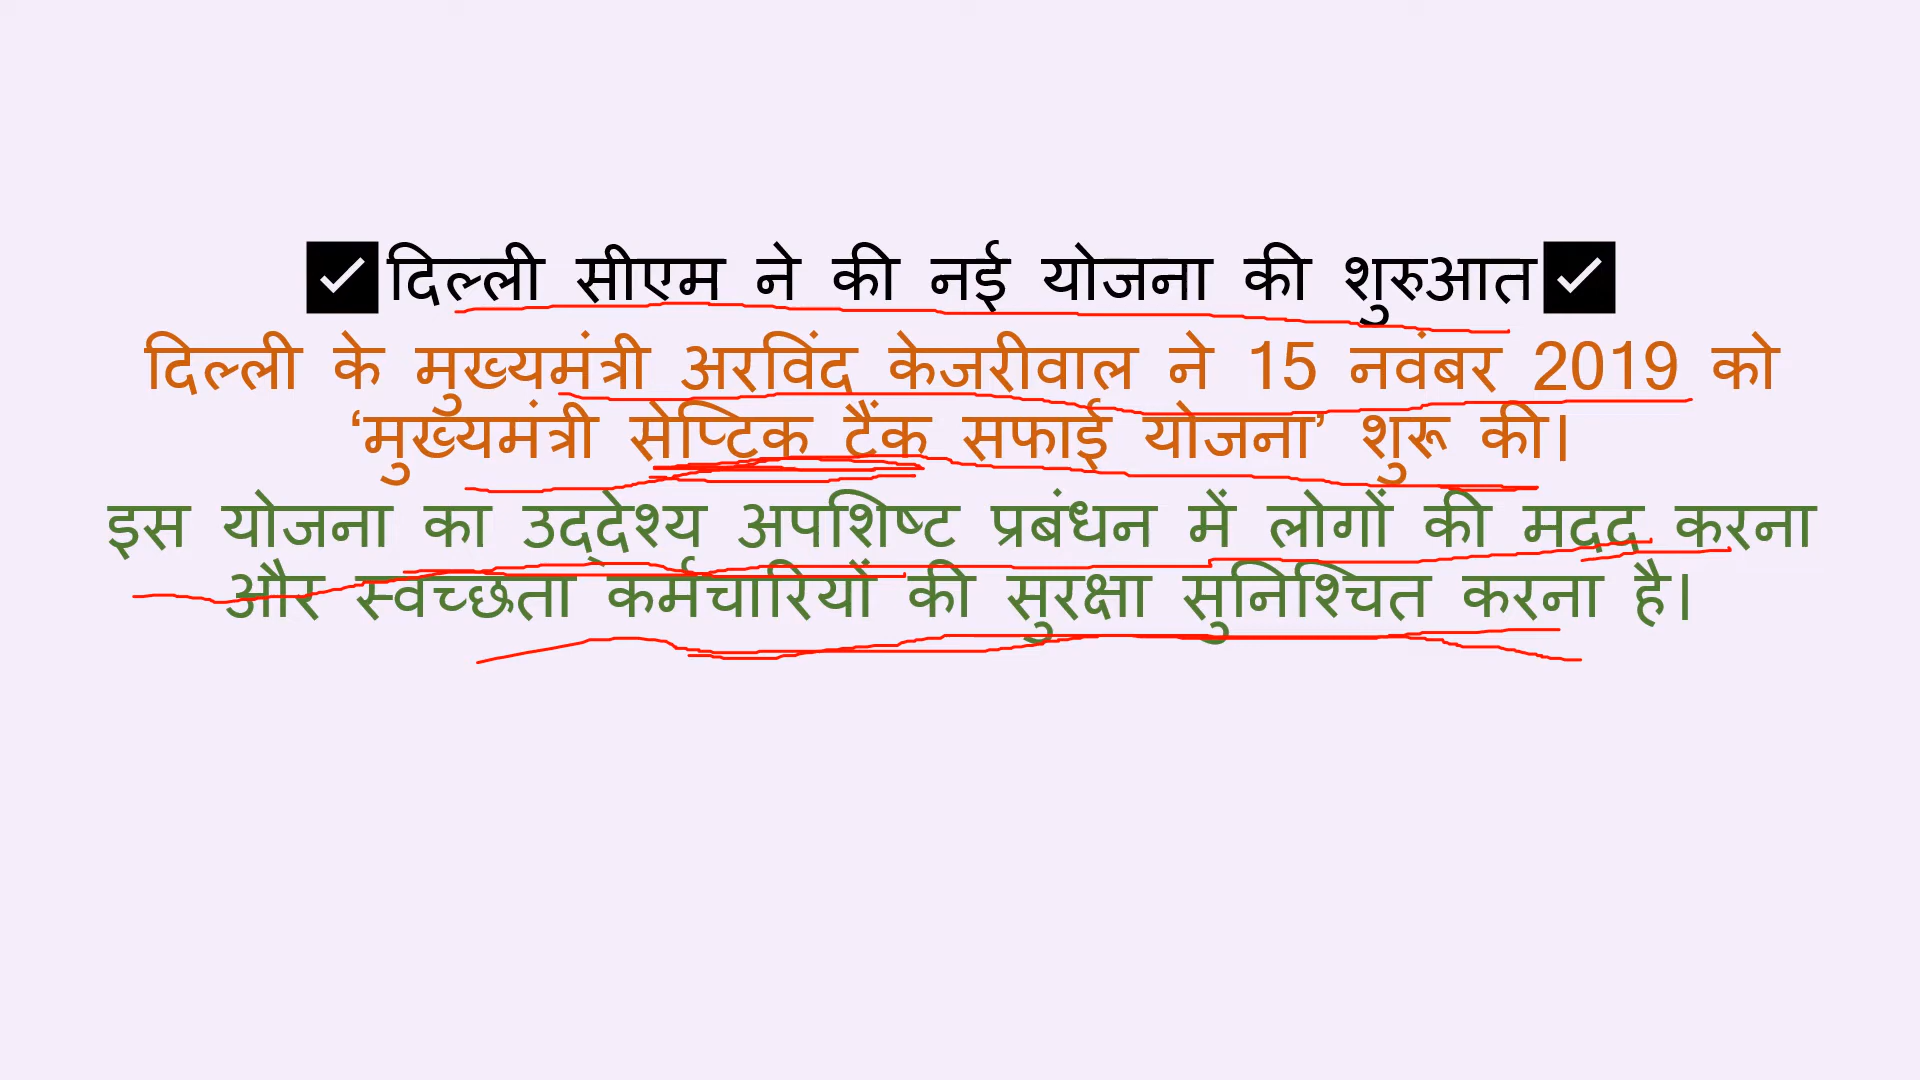 दिल्ली सीएम ने की नई योजना की शुरुआत
दिल्ली के मुख्यमंत्री अरविंद केजरीवाल ने 15 नवंबर 2019 को
‘मुख्यमंत्री सेप्टिक टैंक सफाई योजना’ शुरू की।
इस योजना का उद्देश्य अपशिष्ट प्रबंधन में लोगों की मदद करना
और स्वच्छता कर्मचारियों की सुरक्षा सुनिश्चित करना है।